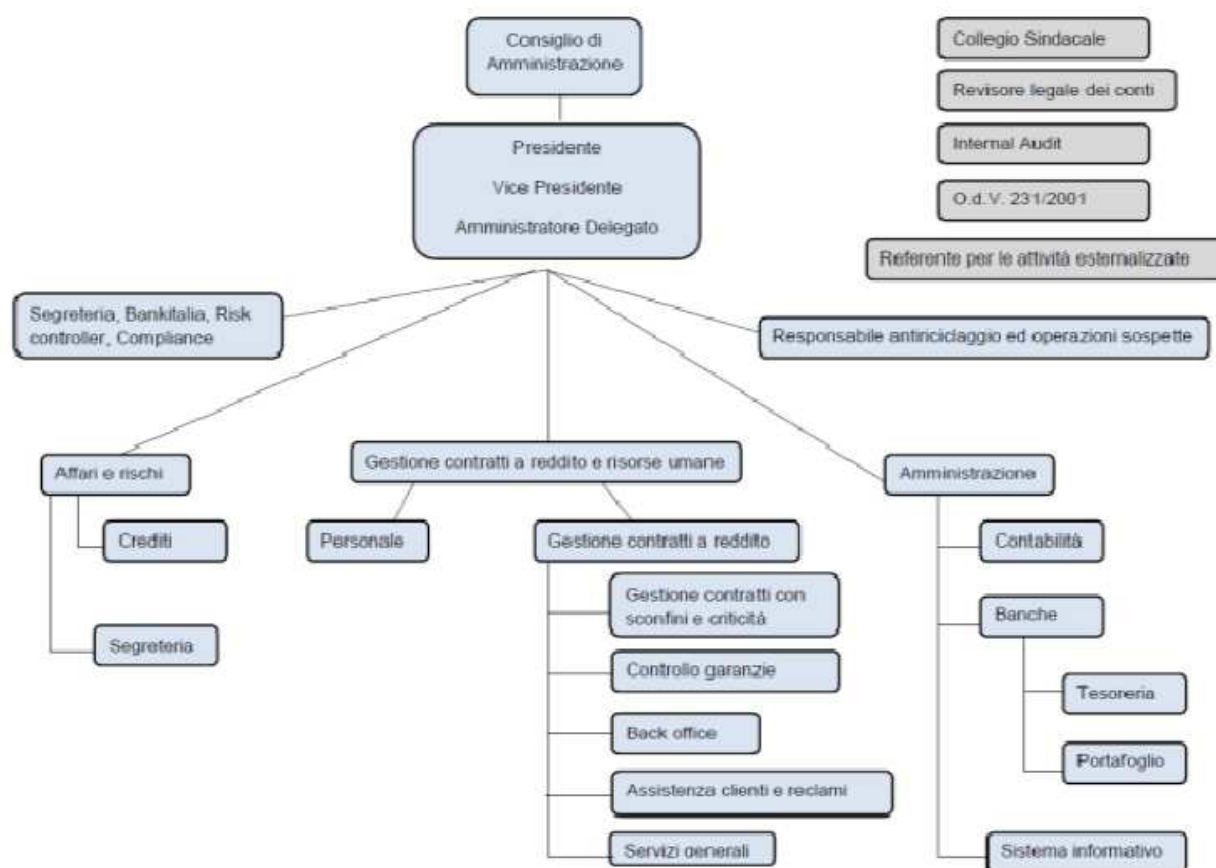 Consiglio di
Amministrazione
Presidente
Vice Presidente
Amministratore Delegato
Collegio Sindacale
Revisore legale dei conti
Internal Audit
O.d.V. 231/2001
Referente per le attività esternalizzate
Segreteria, Bankitalia, Risk
controller, Compliance
Responsabile antiriciclaggio ed operazioni sospette
Affari e rischi
Crediti
Segreteria
Gestione contratti a reddito e risorse umane
Personale
Gestione contratti a reddito
Gestione contratti con
sconfini e criticità
Controllo garanzie
Back office
Assistenza clienti e reclami
Servizi generali
Amministrazione
Contabilità
Banche
Tesoreria
Portafoglio
Sistema informativo